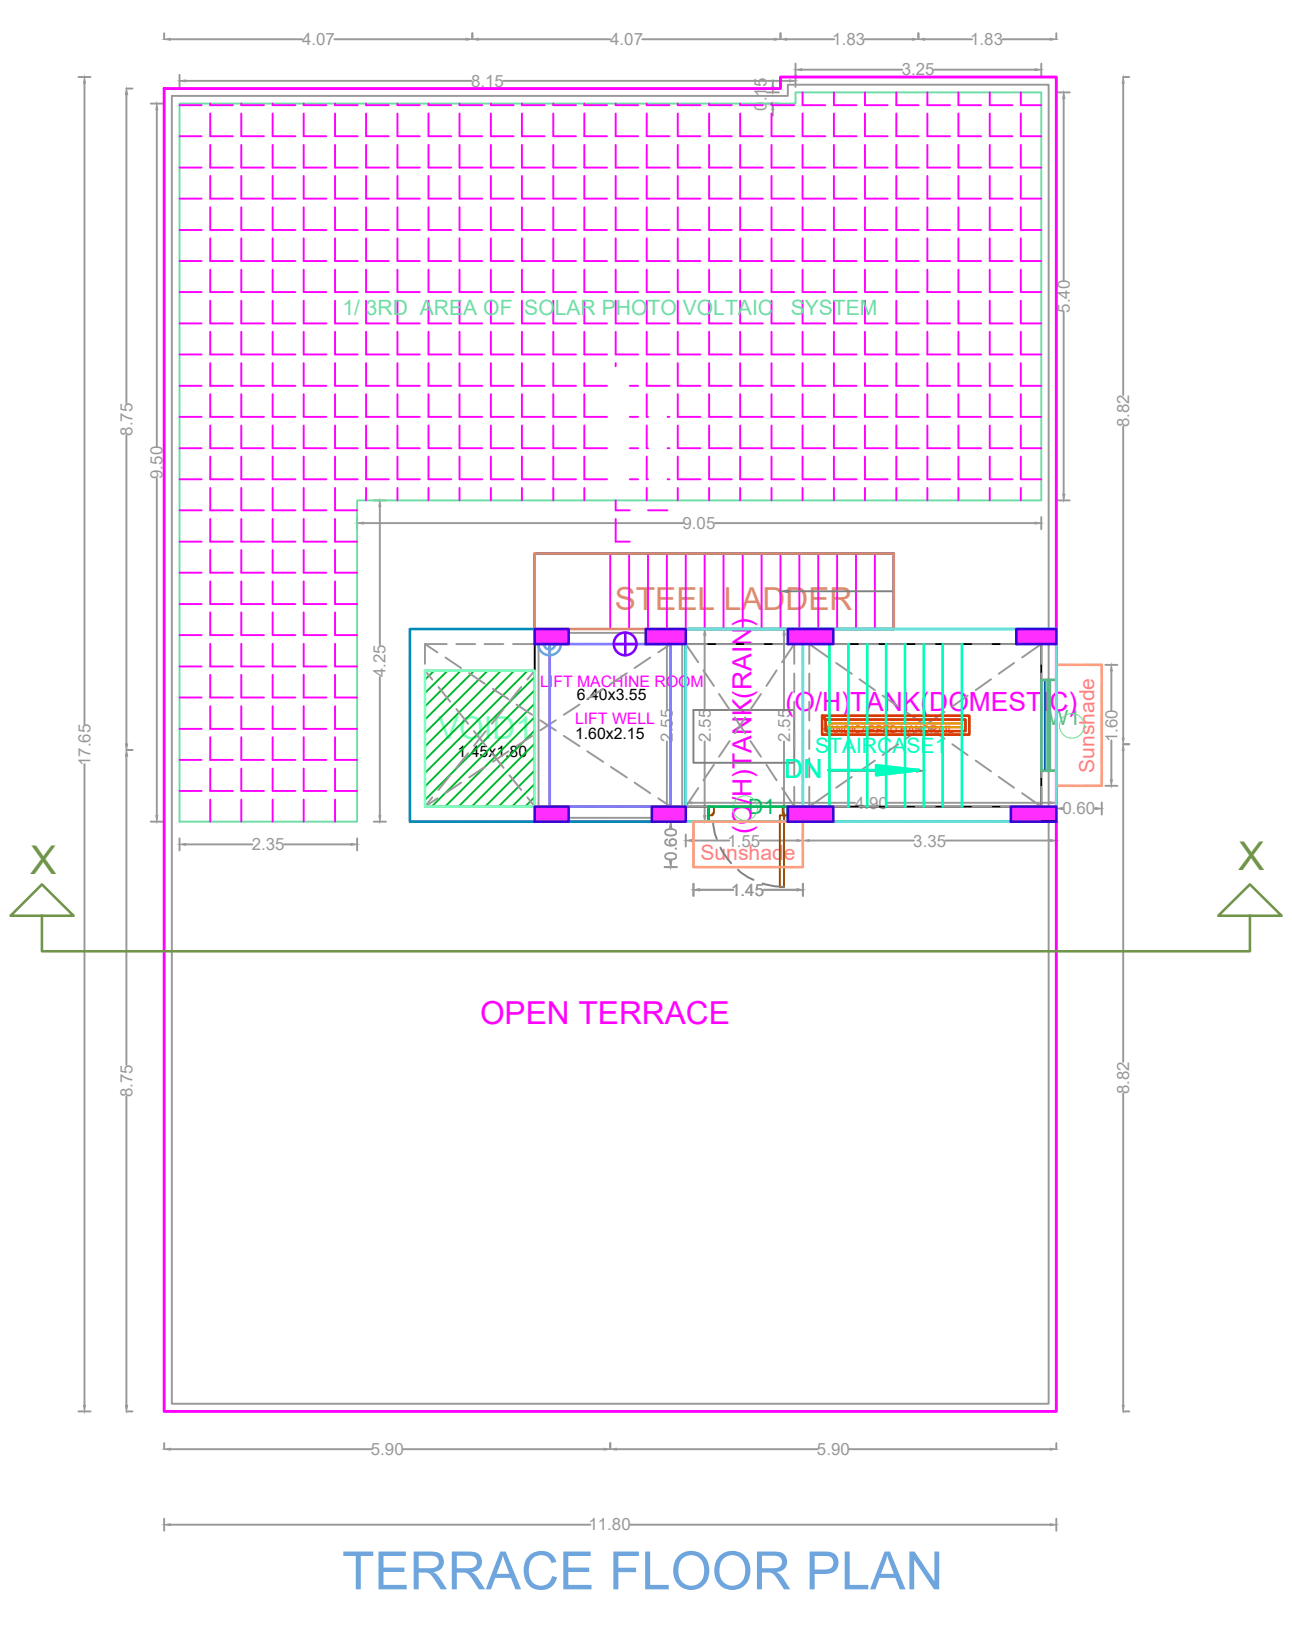 4.07
4.07
1.83
1.83
3.25
8.15
0.15
5.40
1/ 3RD AREA OF SOLAR PHOTO VOLTAIC SYSTEM
8.75
8.82
9.50
9.05
STEEL LADDER
4.25
17.65
LIFT MACHINE ROOM
6.40x3.55
LIFT WELL
1.60x2.15
VOID1
1.45x1.80
2.55
2.55
2.55
(O/H)TANK(RAIN)
(O/H)TANK(DOMESTIC)
W1
STAIRCASE1
DN
Sunshade
1.60
4.90
D1
0.60
0.60
2.35
1.55
3.35
Sunshade
1.45
X
X
OPEN TERRACE
8.75
8.82
5.90
5.90
11.80
TERRACE FLOOR PLAN